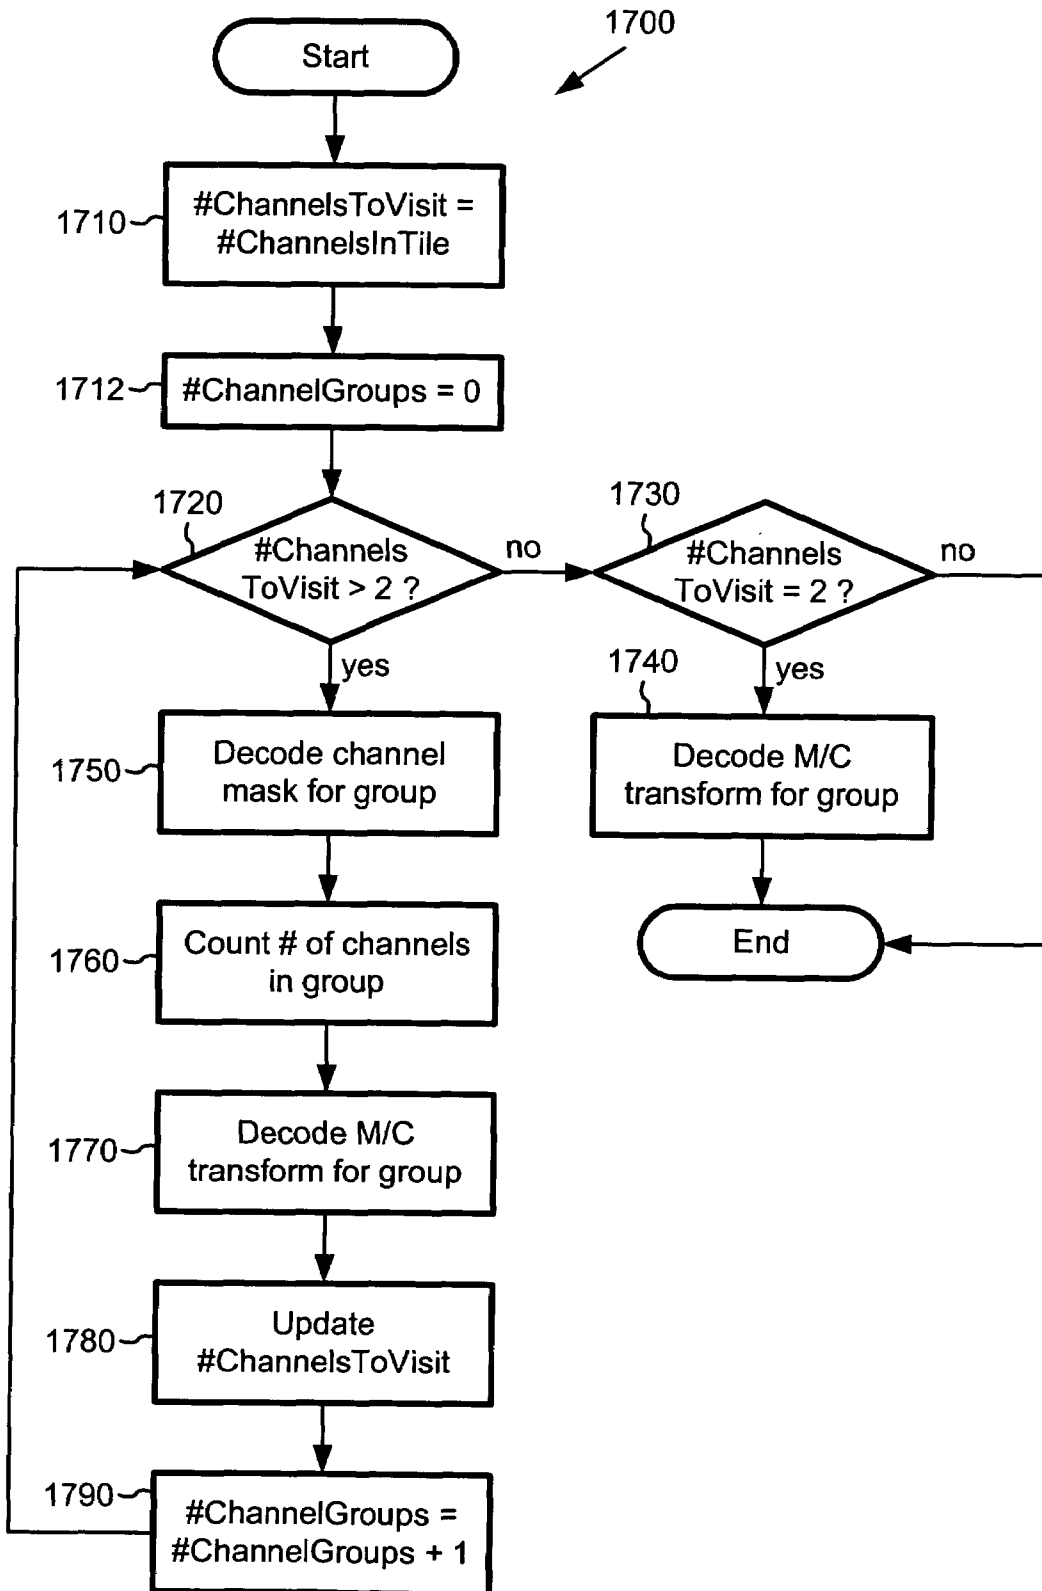 1700
Start
1710
#ChannelsToVisit =
#ChannelsInTile
1712
#ChannelGroups = 0
1720
#Channels
ToVisit > 2 ?
no
1730
#Channels
ToVisit = 2 ?
no
yes
yes
1740
1750
Decode channel
mask for group
Decode M/C
transform for group
1760
Count # of channels
in group
End
1770
Decode M/C
transform for group
1780
Update
#ChannelsToVisit
1790
#ChannelGroups =
#ChannelGroups + 1